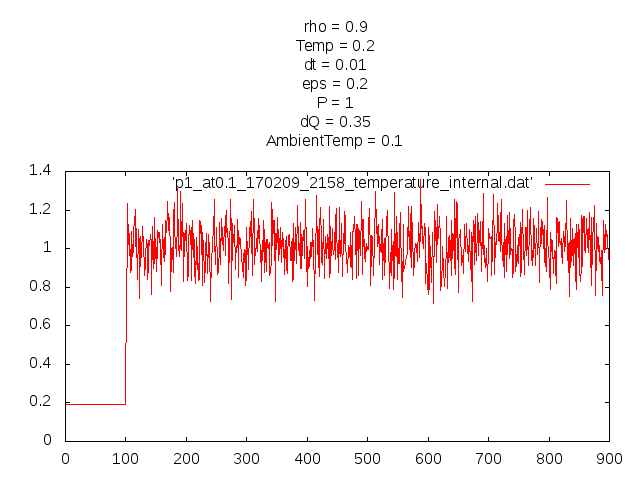 rho = 0.9
Temp = 0.2
dt = 0.01
eps = 0.2
P = 1
dQ = 0.35
AmbientTemp = 0.1
1.4
'p1_at0.1_170209_2158_temperature_internal.dat'
1.2
1
0.8
0.6
0.4
0.2
0
0 100 200 300 400 500 600 700 800 900